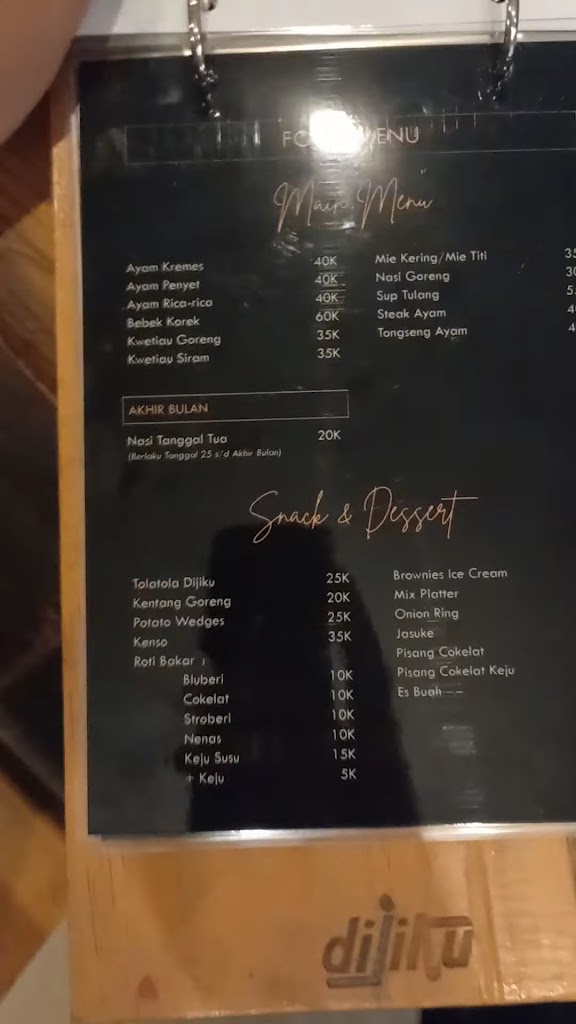 MENU
Main Menu
Ayam Kremes 40K
Ayam Penyet 40K
Ayam Rica-rica 40K
Bebek Korek 60K
Kwetiau Goreng 35K
Kwetiau Siram 35K
Mie Kering/Mie Titi
Nasi Goreng
Sup Tulang
Steak Ayam
Tongseng Ayam
AKHIR BULAN
Nasi Tanggal Tua 20K
(Berlaku Tanggal 25 s/d Akhir Bulan)
Snack & Dessert
Tolatola Dijiku 25K
Kentang Goreng 20K
Potato Wedges 25K
Kenso 35K
Roti Bakar :
Bluberi 10K
Cokelat 10K
Stroberi 10K
Nenas 10K
Keju Susu 15K
+ Keju 5K
Brownies Ice Cream
Mix Platter
Onion Ring
Jasuke
Pisang Cokelat
Pisang Cokelat Keju
Es Buah
dijiku